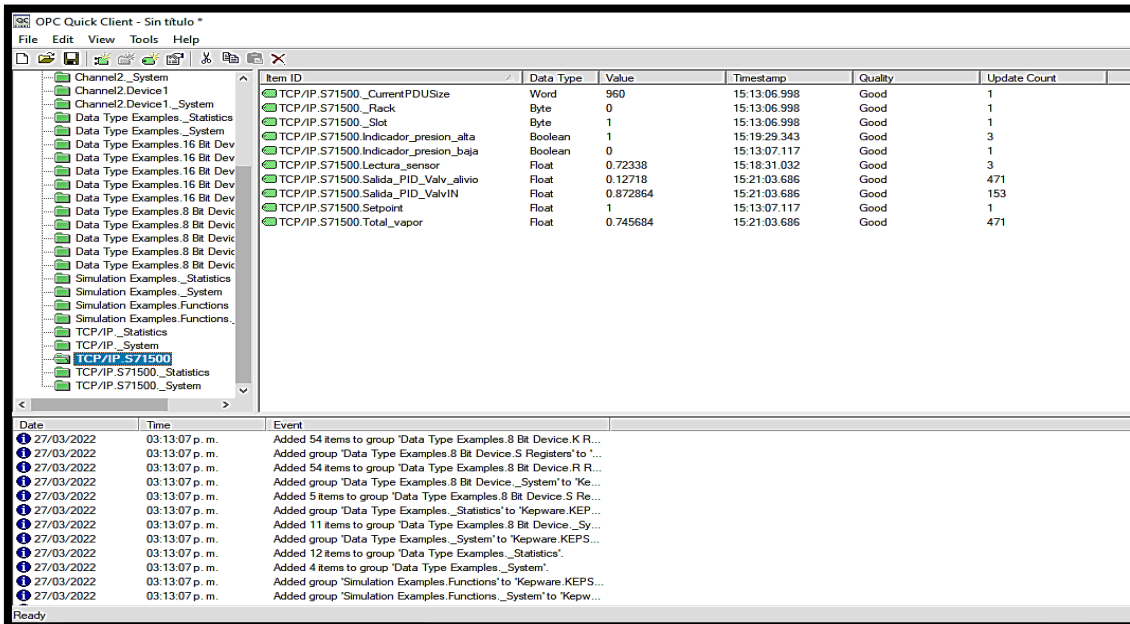 OPC Quick Client - Sin título *
File Edit View Tools Help
Channel2._System
Channel2.Device1
Channel2.Device1._System
Data Type Examples._Statistics
Data Type Examples._System
Data Type Examples.16 Bit Dev
Data Type Examples.16 Bit Dev
Data Type Examples.16 Bit Dev
Data Type Examples.16 Bit Dev
Data Type Examples.16 Bit Dev
Data Type Examples.8 Bit Devic
Data Type Examples.8 Bit Devic
Data Type Examples.8 Bit Devic
Data Type Examples.8 Bit Devic
Data Type Examples.8 Bit Devic
Simulation Examples._Statistics
Simulation Examples._System
Simulation Examples.Functions
Simulation Examples.Functions._
TCP/IP._Statistics
TCP/IP._System
TCP/IP.S71500
TCP/IP.S71500._Statistics
TCP/IP.S71500._System
Item ID Data Type Value Timestamp Quality Update Count
TCP/IP.S71500._CurrentPDUSize Word 960 15:13:06.998 Good 1
TCP/IP.S71500._Rack Byte 0 15:13:06.998 Good 1
TCP/IP.S71500._Slot Byte 1 15:13:06.998 Good 1
TCP/IP.S71500.Indicador_presion_alta Boolean 1 15:19:29.343 Good 3
TCP/IP.S71500.Indicador_presion_baja Boolean 0 15:13:07.117 Good 1
TCP/IP.S71500.Lectura_sensor Float 0.72338 15:18:31.032 Good 3
TCP/IP.S71500.Salida_PID_Valv_alivio Float 0.12718 15:21:03.686 Good 471
TCP/IP.S71500.Salida_PID_ValvIN Float 0.872864 15:21:03.686 Good 153
TCP/IP.S71500.Setpoint Float 1 15:13:07.117 Good 1
TCP/IP.S71500.Total_vapor Float 0.745684 15:21:03.686 Good 471
Date Time Event
27/03/2022 03:13:07 p. m. Added 54 items to group 'Data Type Examples.8 Bit Device.K R...
27/03/2022 03:13:07 p. m. Added group 'Data Type Examples.8 Bit Device.S Registers' to '...
27/03/2022 03:13:07 p. m. Added 54 items to group 'Data Type Examples.8 Bit Device.R R...
27/03/2022 03:13:07 p. m. Added group 'Data Type Examples.8 Bit Device._System' to 'Ke...
27/03/2022 03:13:07 p. m. Added 5 items to group 'Data Type Examples.8 Bit Device.S Re...
27/03/2022 03:13:07 p. m. Added group 'Data Type Examples._Statistics' to 'Kepware.KEP...
27/03/2022 03:13:07 p. m. Added 11 items to group 'Data Type Examples.8 Bit Device._Sy...
27/03/2022 03:13:07 p. m. Added group 'Data Type Examples._System' to 'Kepware.KEPS...
27/03/2022 03:13:07 p. m. Added 12 items to group 'Data Type Examples._Statistics'.
27/03/2022 03:13:07 p. m. Added 4 items to group 'Data Type Examples._System'.
27/03/2022 03:13:07 p. m. Added group 'Simulation Examples.Functions' to 'Kepware.KEPS...
27/03/2022 03:13:07 p. m. Added group 'Simulation Examples.Functions._System' to 'Kepw...
Ready